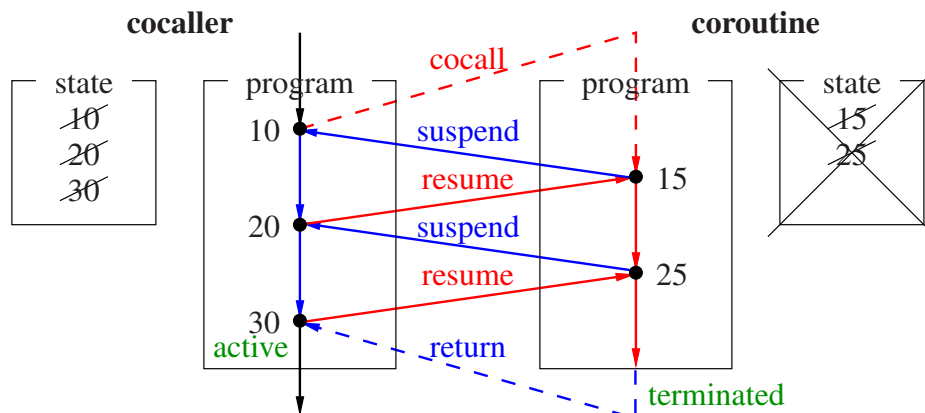 cocaller
coroutine
state
program
cocall
program
state
10
10
suspend
15
20
resume
15
25
30
20
suspend
resume
25
30
active
return
terminated